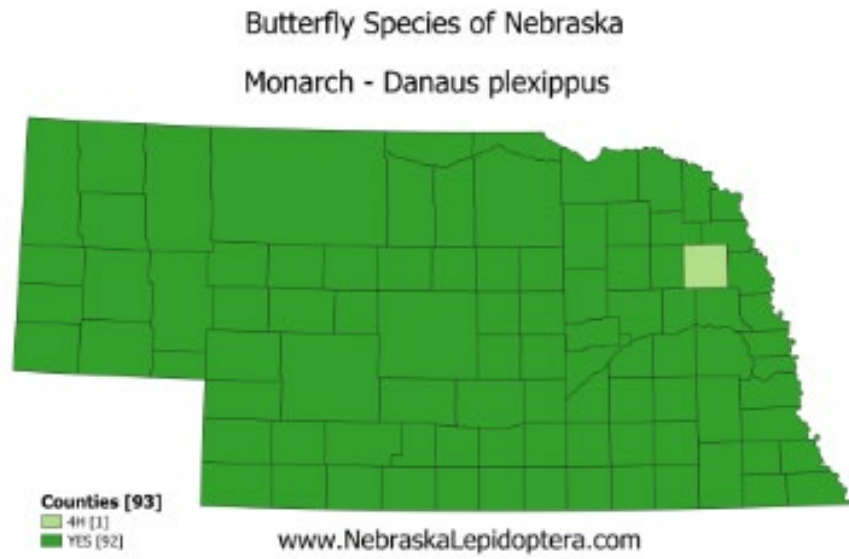 Butterfly Species of Nebraska
Monarch - Danaus plexippus
Counties [93]
4H [1]
YES [92]
www.NebraskaLepidoptera.com